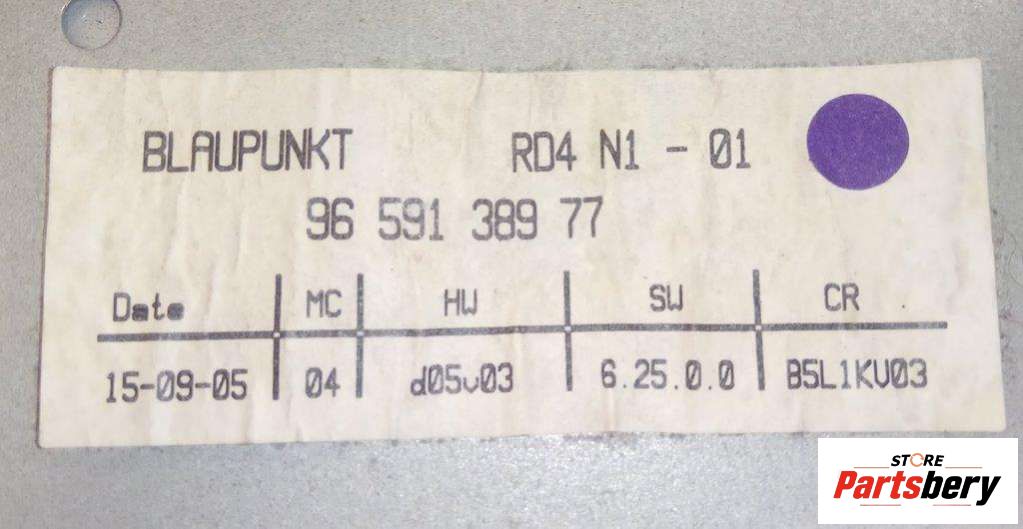 BLAUPUNKT RD4 N1 - 01
96 591 389 77
Date MC HW SW CR
15-09-05 04 d05v03 6.25.0.0 B5L1KV03
STORE
Partsbery